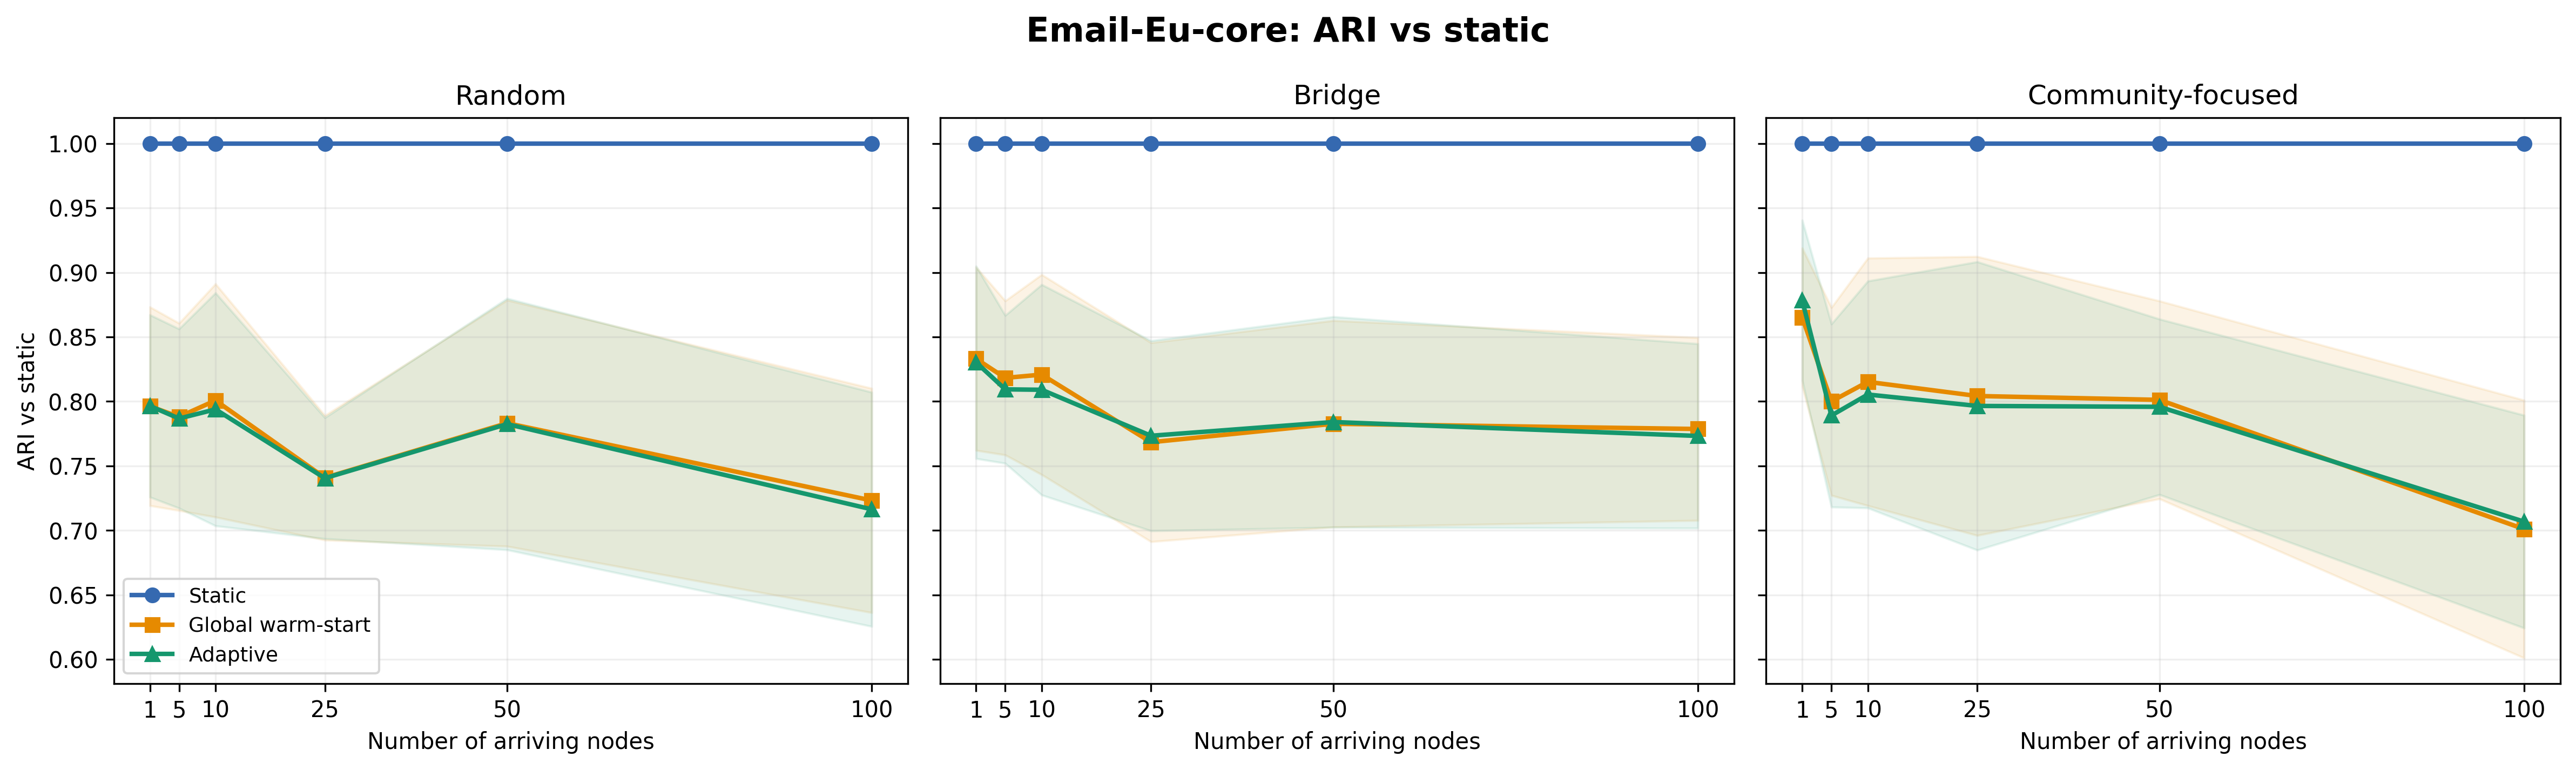 Email-Eu-core: ARI vs static
Random
Bridge
Community-focused
ARI vs static
1.00
0.95
0.90
0.85
0.80
0.75
0.70
0.65
0.60
Static
Global warm-start
Adaptive
1 5 10 25 50 100
1 5 10 25 50 100
1 5 10 25 50 100
Number of arriving nodes
Number of arriving nodes
Number of arriving nodes